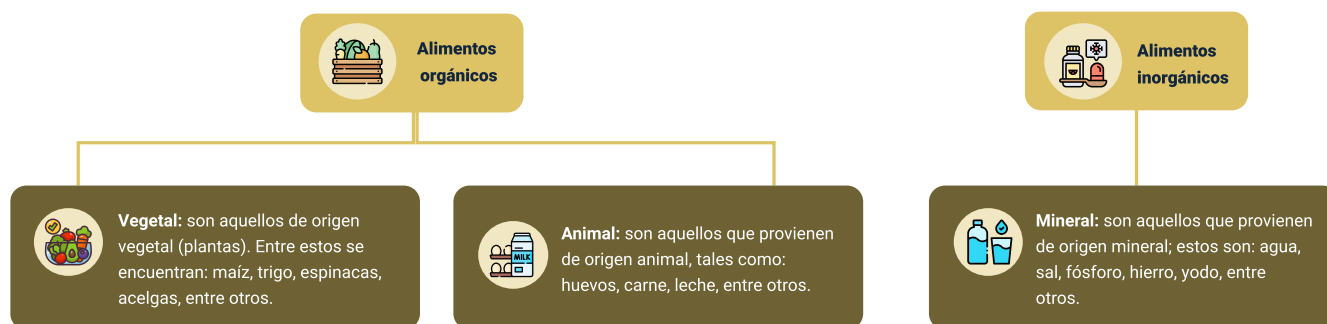 Alimentos
orgánicos
Alimentos
inorgánicos
Vegetal: son aquellos de origen
vegetal (plantas). Entre estos se
encuentran: maíz, trigo, espinacas,
acelgas, entre otros.
MILK
Animal: son aquellos que provienen
de origen animal, tales como:
huevos, carne, leche, entre otros.
Mineral: son aquellos que provienen
de origen mineral; estos son: agua,
sal, fósforo, hierro, yodo, entre
otros.